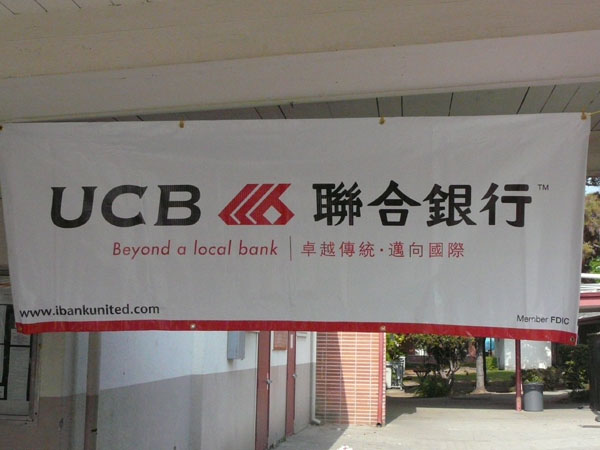 UCB 聯合銀行™
Beyond a local bank | 卓越傳統·邁向國際
www.ibankunited.com
Member FDIC